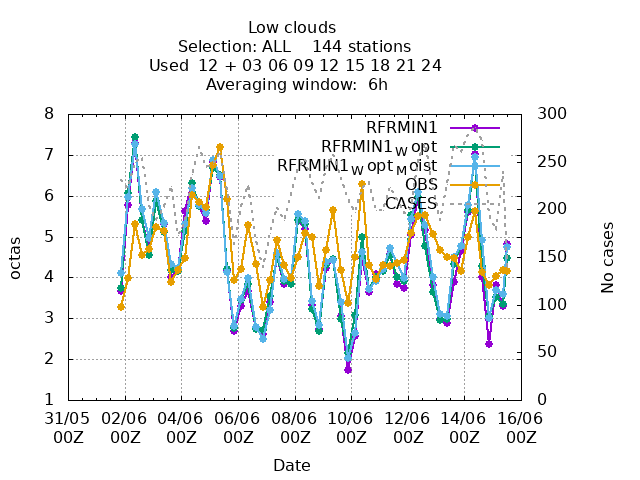 Low clouds
Selection: ALL 144 stations
Used 12 + 03 06 09 12 15 18 21 24
Averaging window: 6h
8 300
RFRMIN1
RFRMIN1_W opt
7 250
RFRMIN1_W opt_M cist
OBS
6 200
CASES
5 150
4 100
3
2 50
1 0
octas
No cases
31/05 02/06 04/06 06/06 08/06 10/06 12/06 14/06 16/06
00Z 00Z 00Z 00Z 00Z 00Z 00Z 00Z 00Z
Date